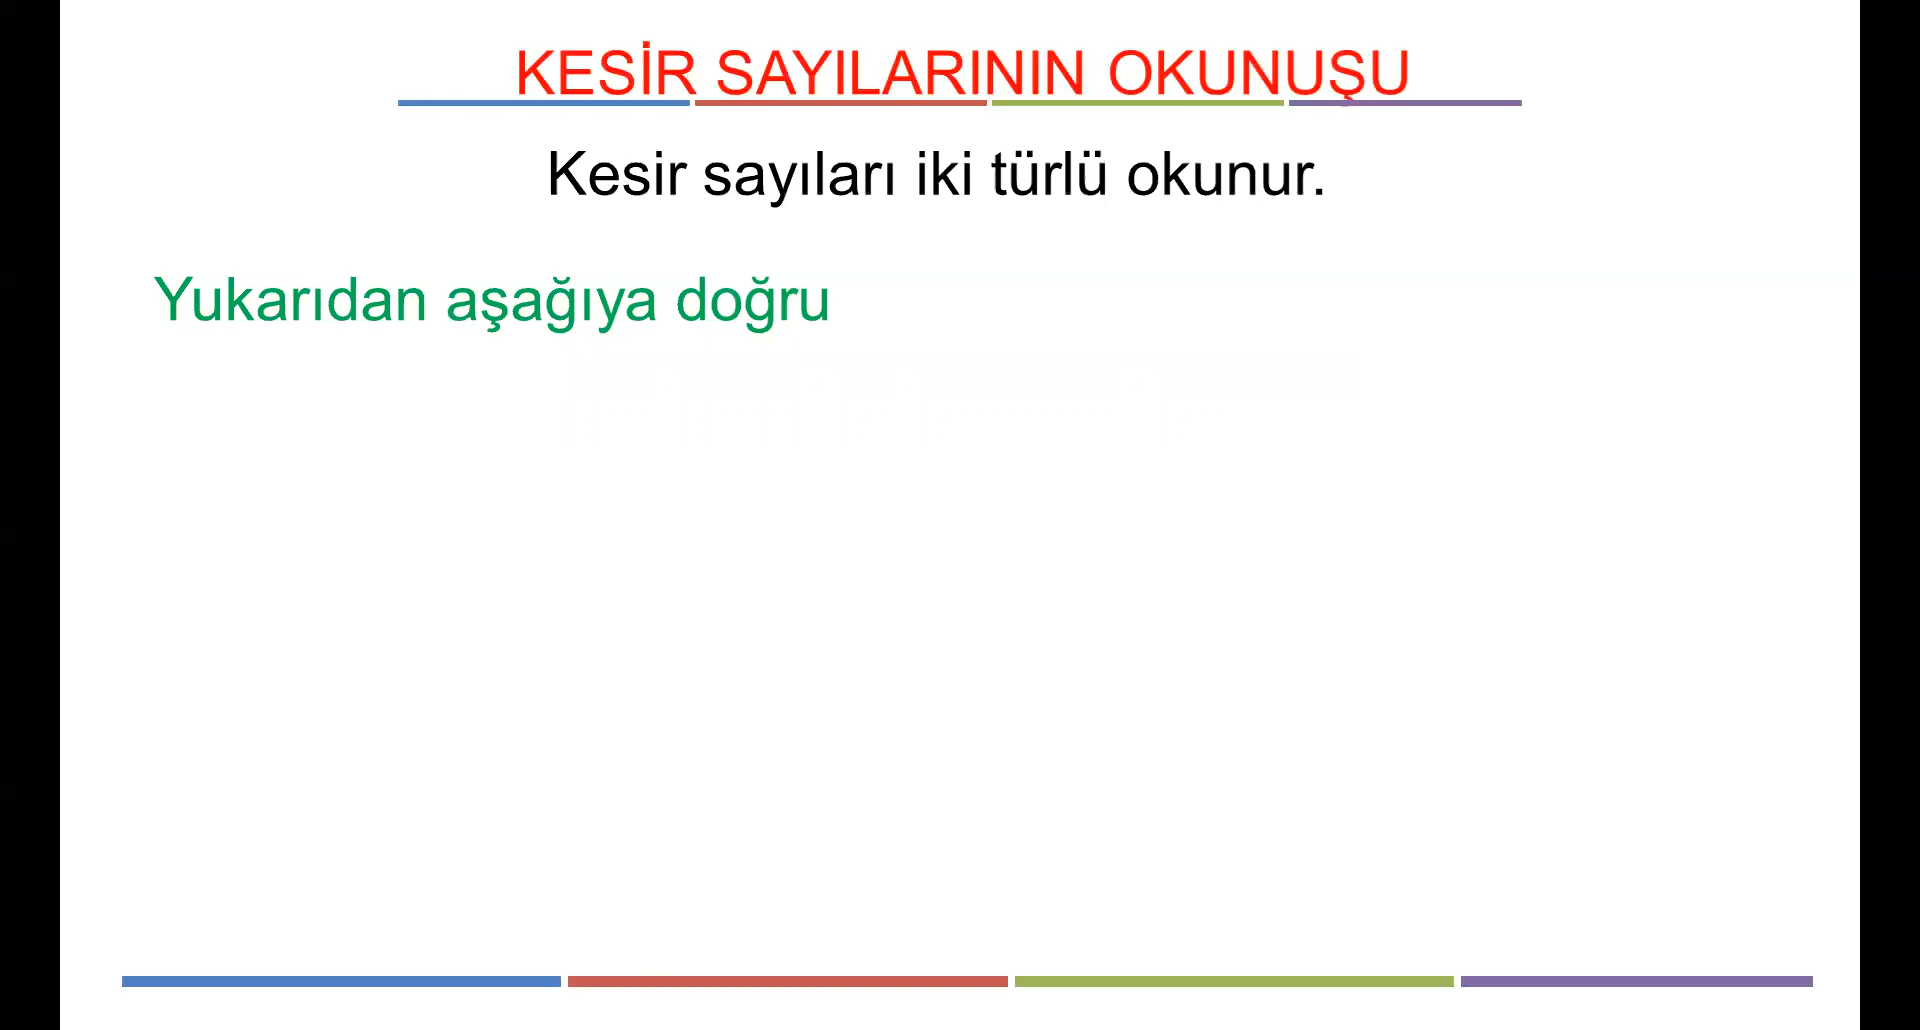 KESİR SAYILARININ OKUNUŞU
Kesir sayıları iki türlü okunur.
Yukarıdan aşağıya doğru